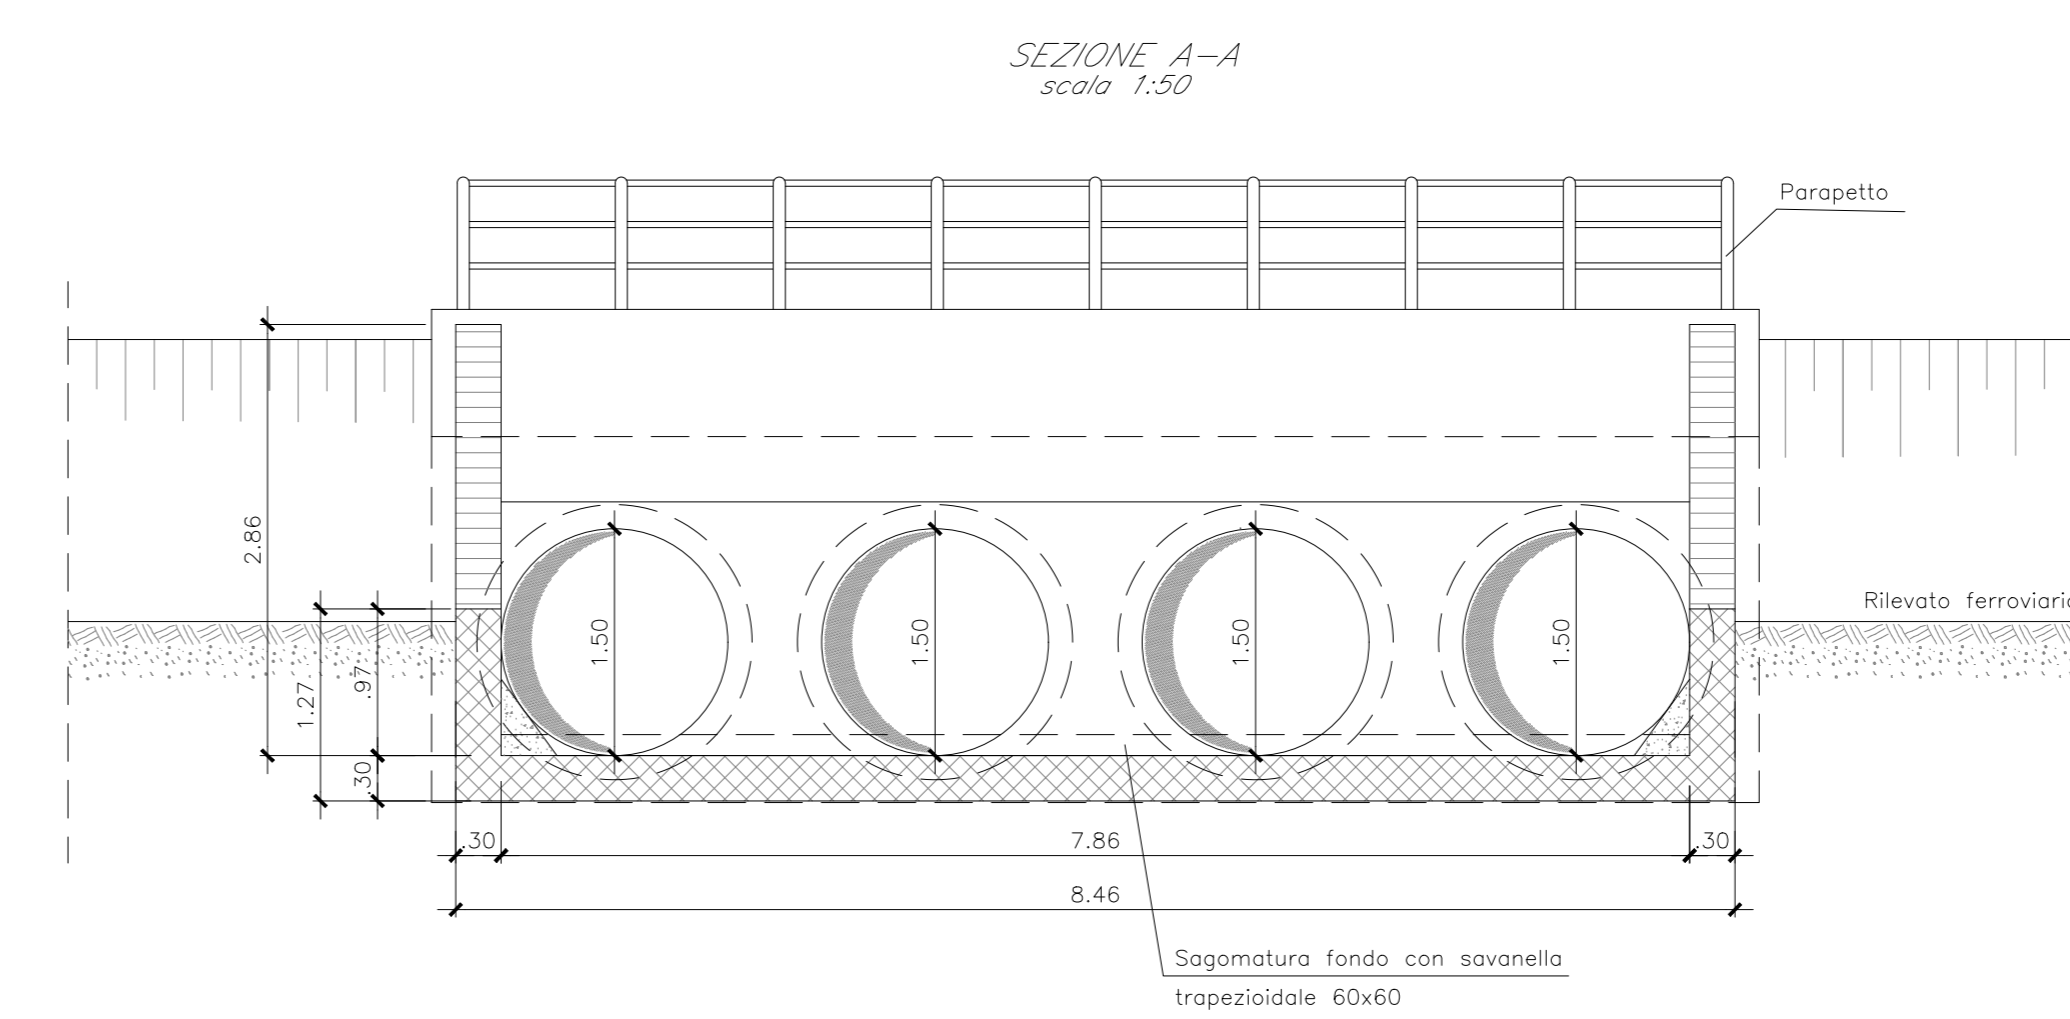 SEZIONE A-A
scala 1:50
Parapetto
2.86
Rilevato ferroviario
1.50 1.50 1.50 1.50
1.27
.97
.30
.30 7.86 .30
8.46
Sagomatura fondo con savanella
trapezioidale 60x60